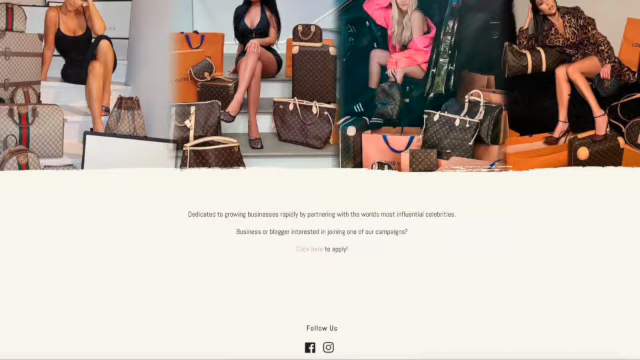 Dedicated to growing businesses rapidly by partnering with the worlds most influential celebrities.
Business or blogger interested in joining one of our campaigns?
Click here to apply!
Follow Us